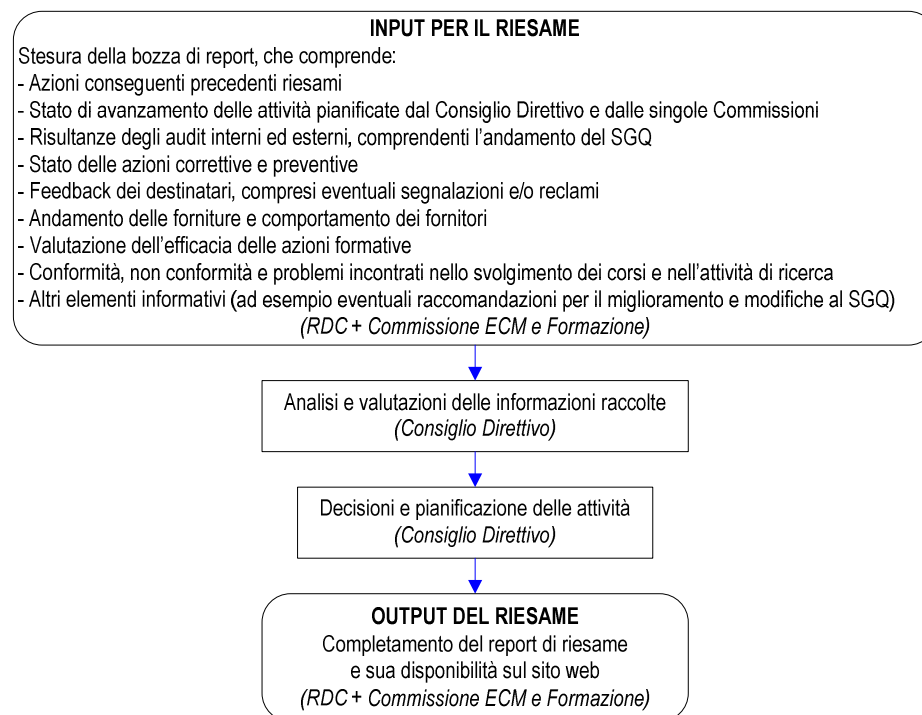 INPUT PER IL RIESAME
Stesura della bozza di report, che comprende:
- Azioni conseguenti precedenti riesami
- Stato di avanzamento delle attività pianificate dal Consiglio Direttivo e dalle singole Commissioni
- Risultanze degli audit interni ed esterni, comprendenti l'andamento del SGQ
- Stato delle azioni correttive e preventive
- Feedback dei destinatari, compresi eventuali segnalazioni e/o reclami
- Andamento delle forniture e comportamento dei fornitori
- Valutazione dell'efficacia delle azioni formative
- Conformità, non conformità e problemi incontrati nello svolgimento dei corsi e nell'attività di ricerca
- Altri elementi informativi (ad esempio eventuali raccomandazioni per il miglioramento e modifiche al SGQ)
(RDC + Commissione ECM e Formazione)
Analisi e valutazioni delle informazioni raccolte
(Consiglio Direttivo)
Decisioni e pianificazione delle attività
(Consiglio Direttivo)
OUTPUT DEL RIESAME
Completamento del report di riesame
e sua disponibilità sul sito web
(RDC + Commissione ECM e Formazione)